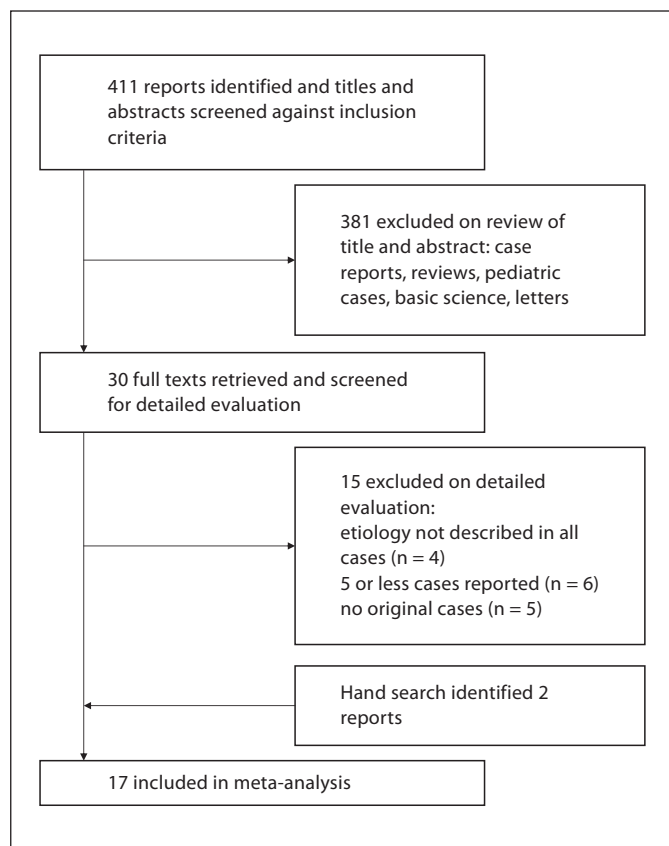 411 reports identified and titles and
abstracts screened against inclusion
criteria
381 excluded on review of
title and abstract: case
reports, reviews, pediatric
cases, basic science, letters
30 full texts retrieved and screened
for detailed evaluation
15 excluded on detailed
evaluation:
etiology not described in all
cases (n = 4)
5 or less cases reported (n = 6)
no original cases (n = 5)
Hand search identified 2
reports
17 included in meta-analysis